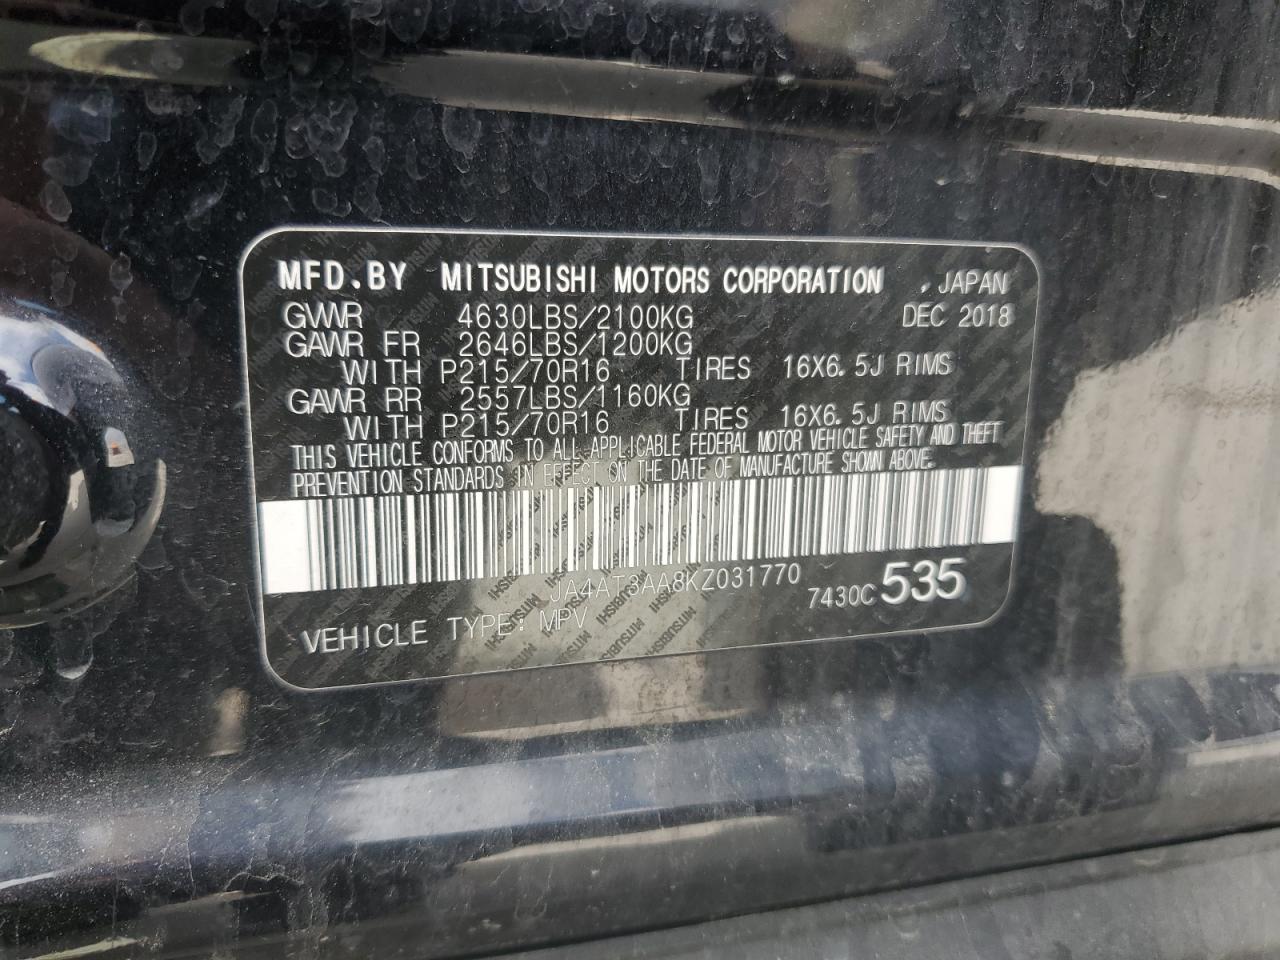 MFD.BY MITSUBISHI MOTORS CORPORATION , JAPAN
GVWR 4630LBS/2100KG DEC 2018
GAWR FR 2646LBS/1200KG
WITH P215/70R16 TIRES 16X6.5J RIMS
GAWR RR 2557LBS/1160KG
WITH P215/70R16 TIRES 16X6.5J RIMS
THIS VEHICLE CONFORMS TO ALL APPLICABLE FEDERAL MOTOR VEHICLE SAFETY AND THEFT
PREVENTION STANDARDS IN EFFECT ON THE DATE OF MANUFACTURE SHOWN ABOVE.
JA4AT3AA8KZ031770
7430C535
VEHICLE TYPE: MPV